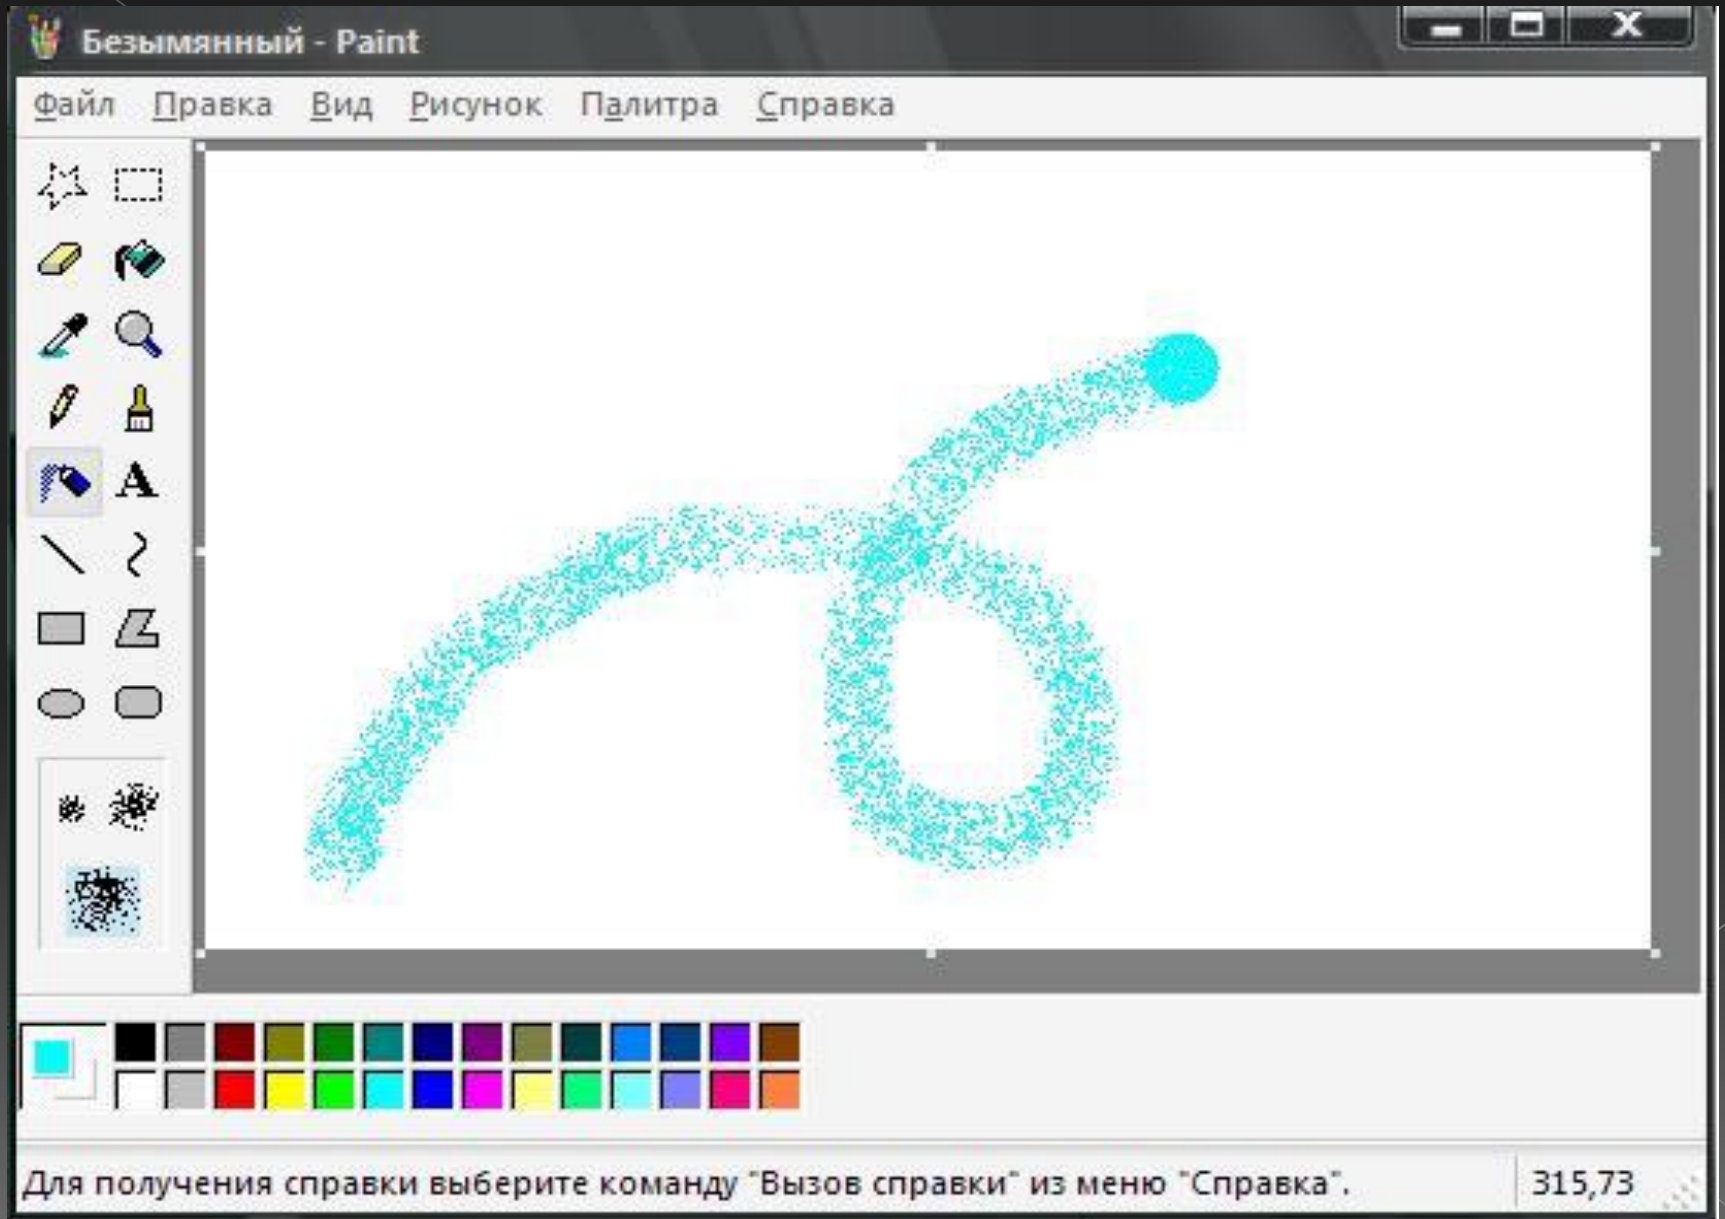 Безымянный - Paint
Файл Правка Вид Рисунок Палитра Справка
A
Для получения справки выберите команду "Вызов справки" из меню "Справка".
315,73